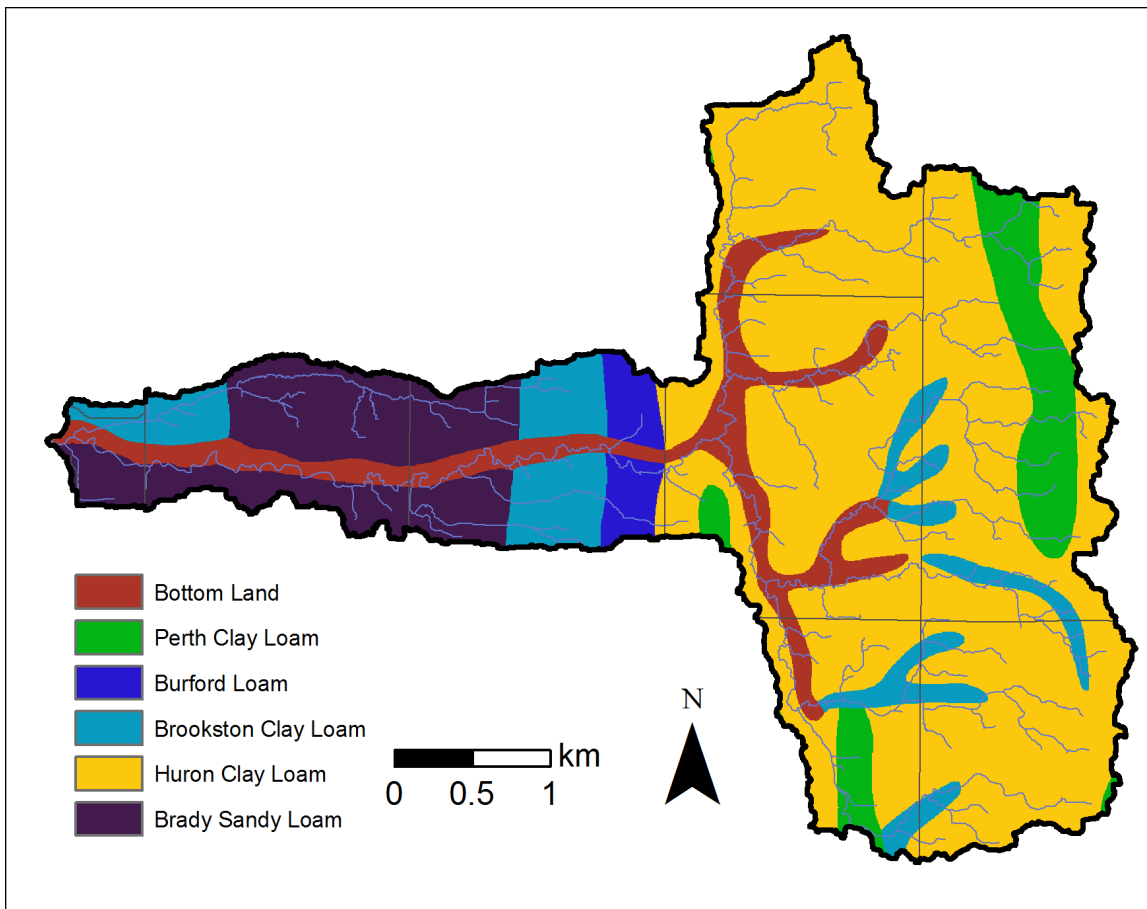 Bottom Land
Perth Clay Loam
Burford Loam
Brookston Clay Loam
Huron Clay Loam
Brady Sandy Loam
N
km
0 0.5 1